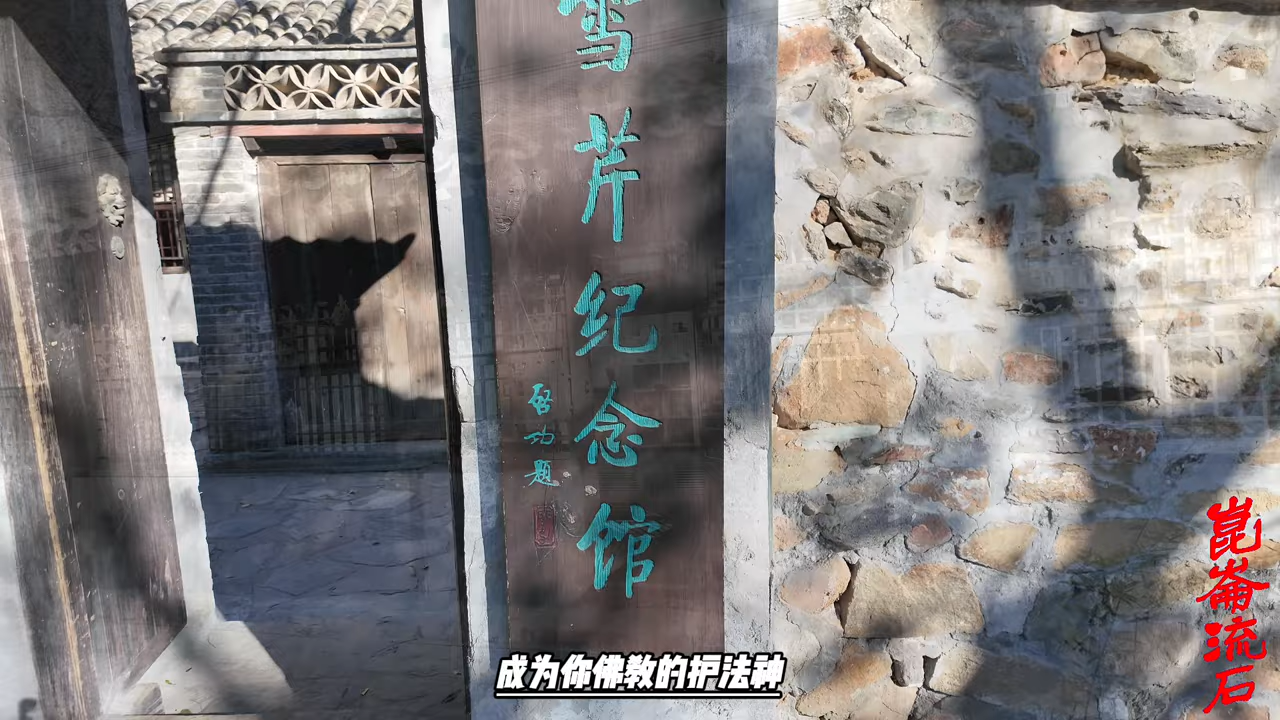 雪芹纪念馆
启功题
成为你佛教的护法神
崑崙流石